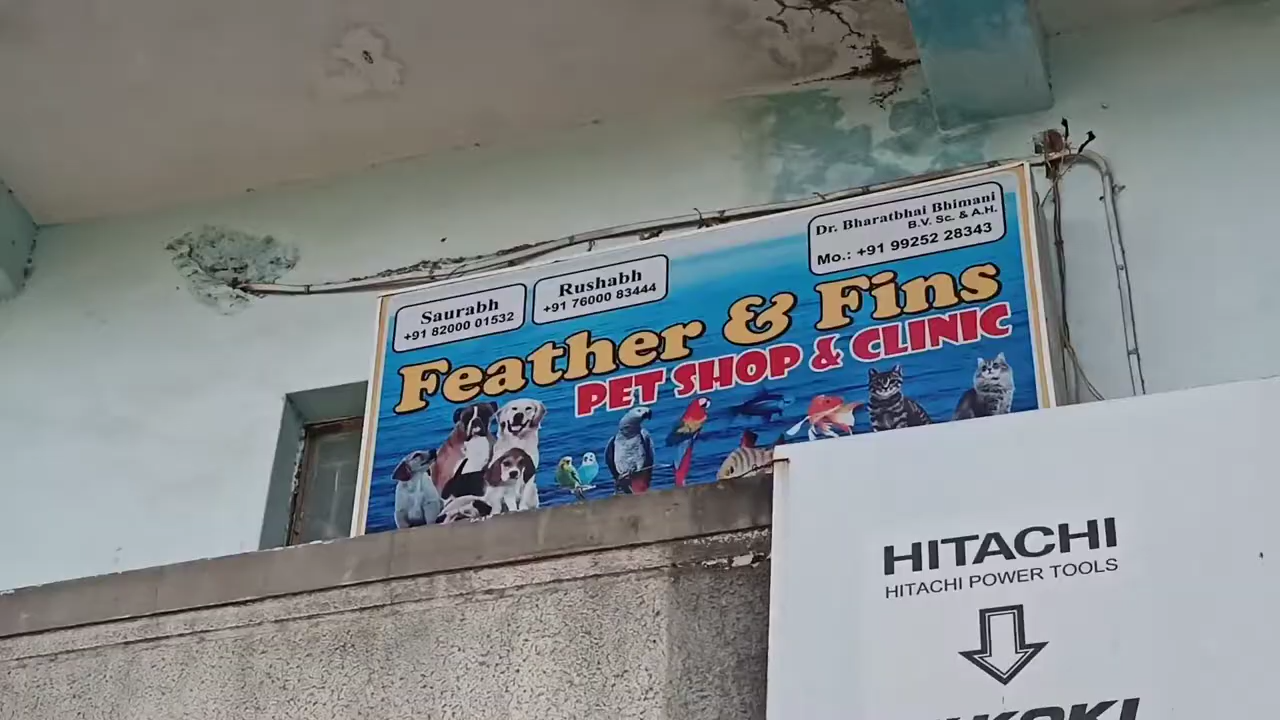 Saurabh
+91 82000 01532
Rushabh
+91 76000 83444
Dr. Bharatbhai Bhimani
B.V. Sc. & A.H.
Mo.: +91 99252 28343
Feather & Fins
PET SHOP & CLINIC
HITACHI
HITACHI POWER TOOLS